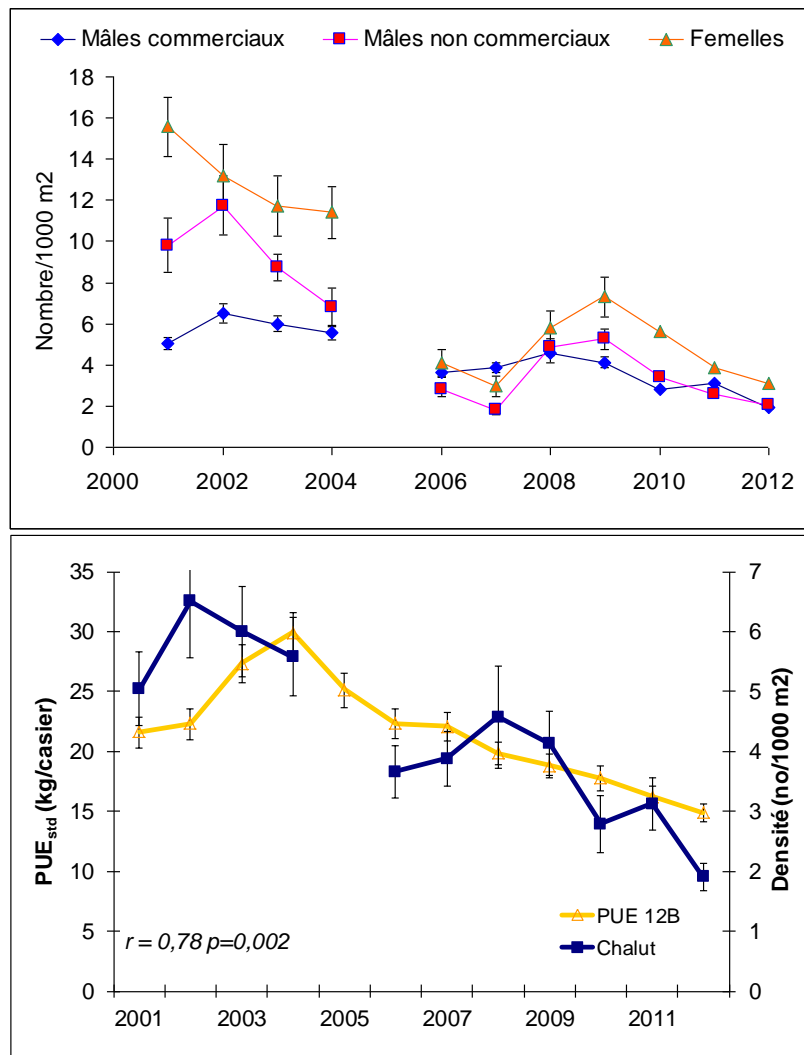 Mâles commerciaux Mâles non commerciaux Femelles
18
16
14
12
10
8
6
4
2
0
Nombre/1000 m2
2000 2002 2004 2006 2008 2010 2012
35
30
25
20
15
10
5
0
PUEstd (kg/casier)
7
6
5
4
3
2
1
0
Densité (no/1000 m2)
PUE 12B
Chalut
r = 0,78 p=0,002
2001 2003 2005 2007 2009 2011